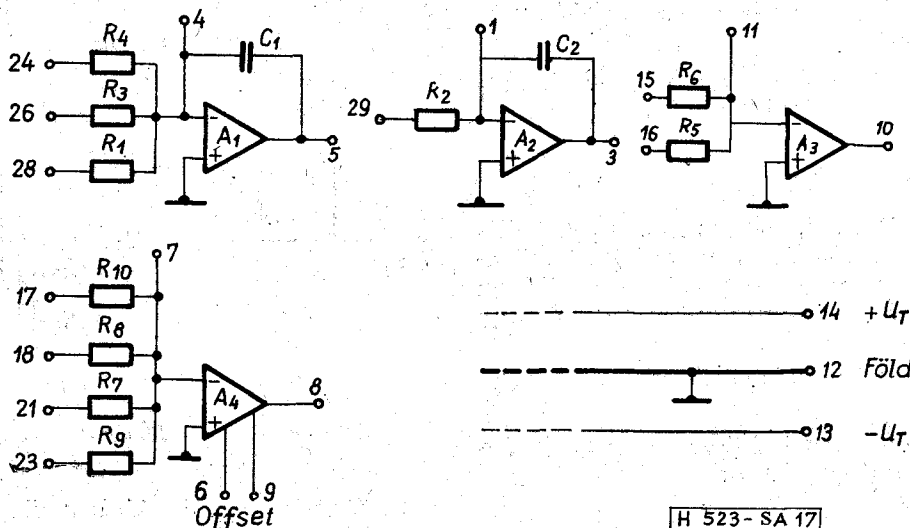 4
R4
C1
24
R3
26
R1
A1
28
5
-
+
1
C2
29
R2
A2
3
-
+
11
15
R6
16
R5
A3
10
-
+
7
R10
17
R8
18
R7
21
R9
23
A4
8
-
+
6 9
Offset
14 +UT
12 Föld
13 -UT
H 523-SA 17